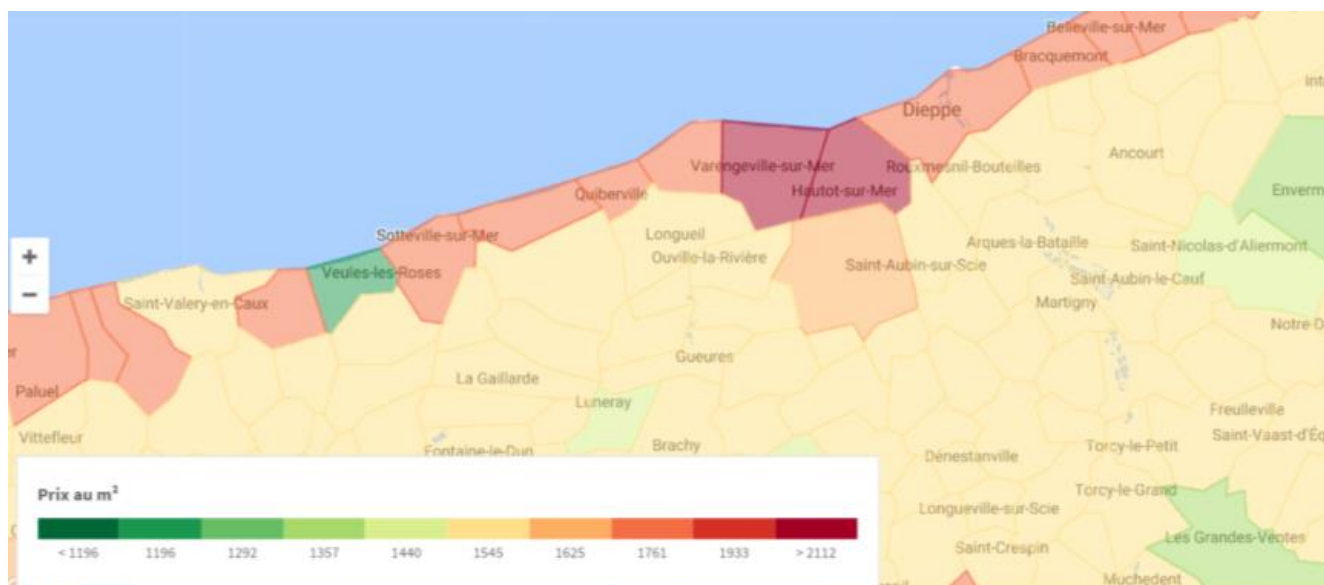 Belleville-sur-Mer
Bracquemont
Int
Dieppe
Ancourt
Varengeville-sur-Mer
Rouxmesnil-Bouteilles
Hautot-sur-Mer
Enverm
Quiberville
Sotteville-sur-Mer
Longueil
Arques-la-Bataille
Saint-Nicolas-d'Aliermont
+
Ouville-la-Rivière
Saint-Aubin-sur-Scie
Veules-les-Roses
Saint-Aubin-le-Cauf
−
Saint-Valery-en-Caux
Martigny
Notre-D
er
Gueures
Paluel
La Gaillarde
Luneray
Freulleville
Vittefleur
Brachy
Saint-Vaast-d'Éq
Fontaine-le-Dun
Torcy-le-Petit
Dénestanville
Prix au m²
Torcy-le-Grand
Longueville-sur-Scie
< 1196 1196 1292 1357 1440 1545 1625 1761 1933 > 2112
Saint-Crespin
Les Grandes-Ventes
Muchedent